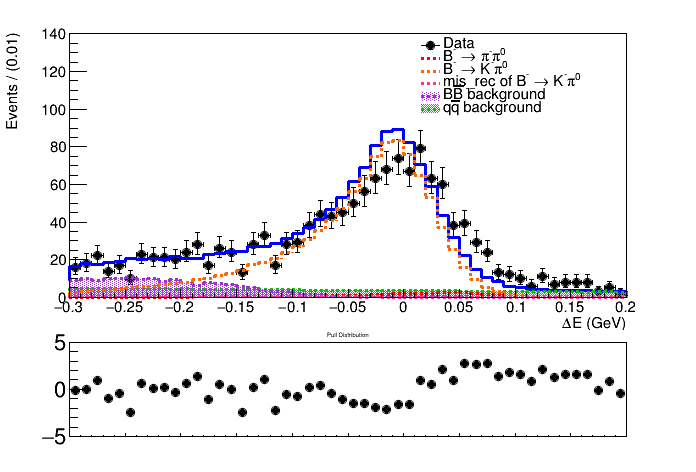 Events / (0.01)
140
120
100
80
60
40
20
0
Data
B⁻ → π⁻π⁰
B⁻ → K⁻π⁰
mis_rec of B⁻ → K⁻π⁰
BB̅ background
qq̅ background
−0.3 −0.25 −0.2 −0.15 −0.1 −0.05 0 0.05 0.1 0.15 0.2
ΔE (GeV)
Pull Distribution
5
0
−5